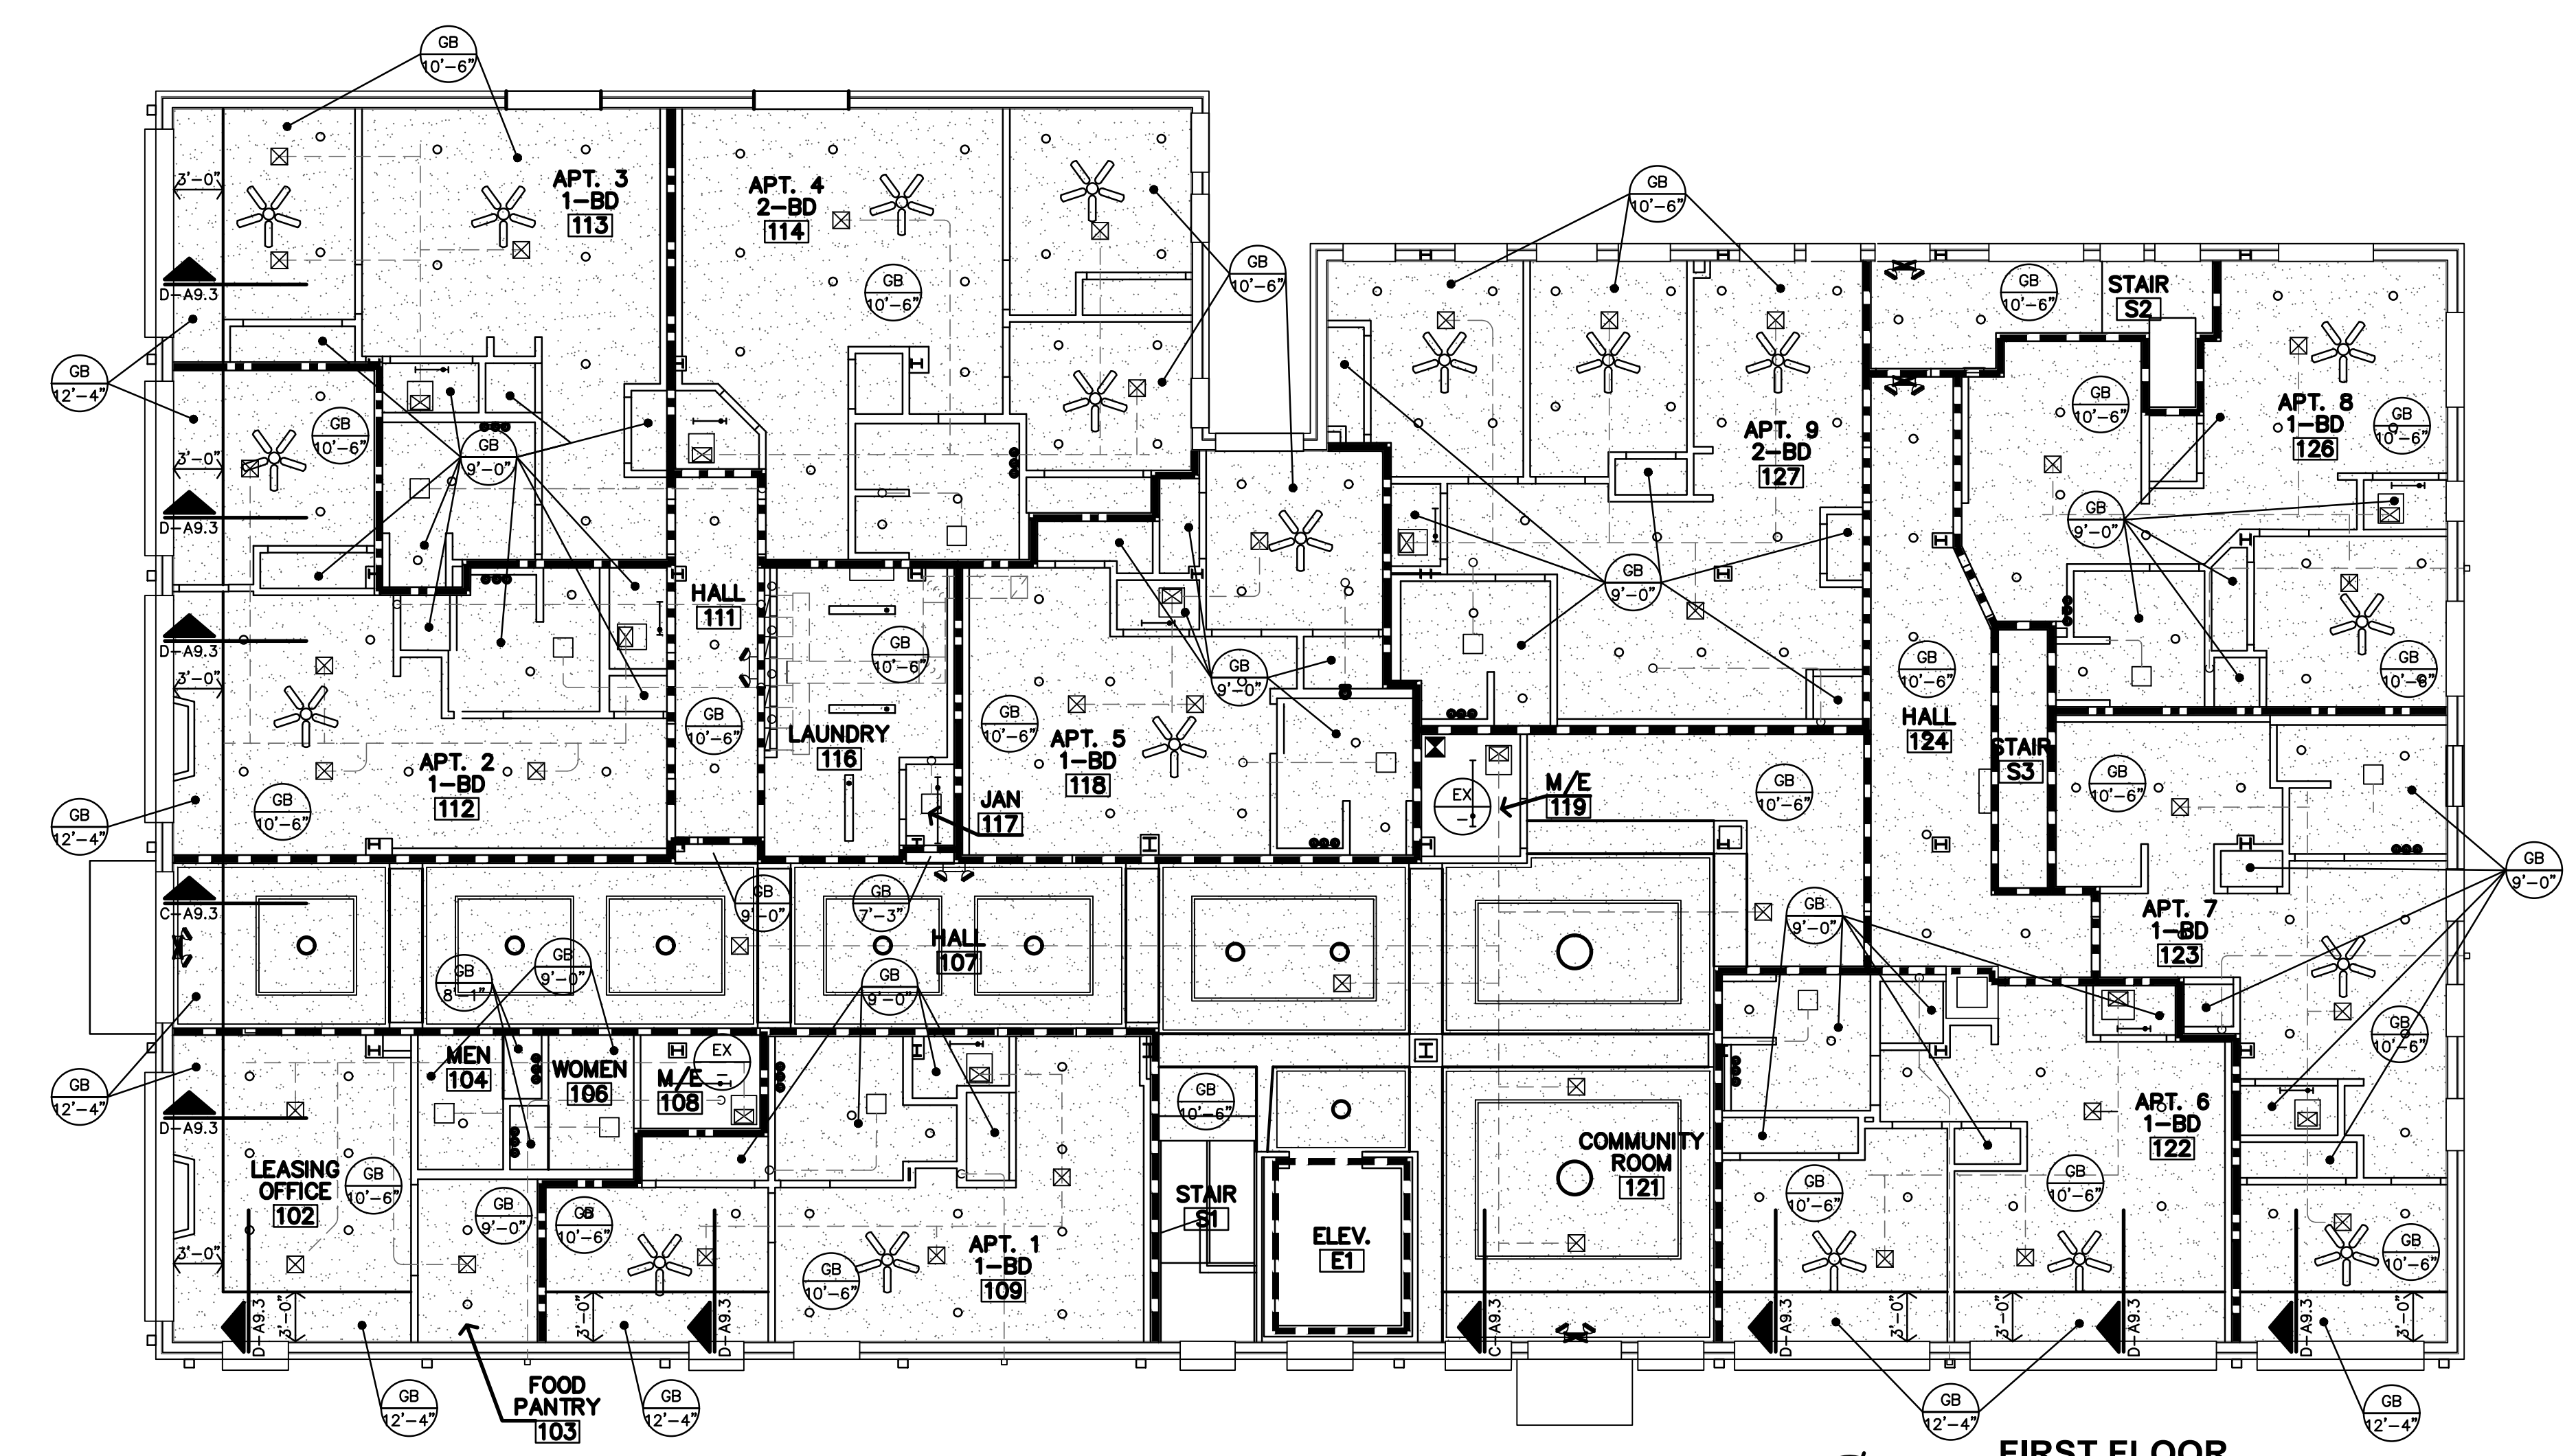 GB
10'-6"
APT. 3
1-BD
113
APT. 4
2-BD
114
3'-0"
D-A9.3
GB
10'-6"
GB
10'-6"
GB
10'-6"
GB
10'-6"
STAIR
S2
GB
12'-4"
GB
10'-6"
GB
9'-0"
3'-0"
D-A9.3
APT. 9
2-BD
127
GB
10'-6"
APT. 8
1-BD
126
GB
10'-6"
GB
9'-0"
HALL
111
GB
10'-6"
GB
9'-0"
D-A9.3
3'-0"
GB
9'-0"
GB
10'-6"
GB
10'-6"
GB
10'-6"
LAUNDRY
116
GB
10'-6"
APT. 5
1-BD
118
HALL
124
STAIR
S3
APT. 2
1-BD
112
GB
10'-6"
GB
12'-4"
JAN
117
EX
-
M/E
119
GB
10'-6"
GB
10'-6"
GB
9'-0"
C-A9.3
GB
9'-0"
GB
7'-3"
HALL
107
GB
9'-0"
APT. 7
1-BD
123
GB
8'-1"
GB
9'-0"
GB
9'-0"
GB
10'-6"
GB
12'-4"
D-A9.3
MEN
104
WOMEN
106
EX
-
M/E
108
GB
10'-6"
APT. 6
1-BD
122
COMMUNITY
ROOM
121
LEASING
OFFICE
102
GB
10'-6"
GB
9'-0"
GB
10'-6"
STAIR
S1
ELEV.
E1
GB
10'-6"
GB
10'-6"
3'-0"
GB
10'-6"
APT. 1
1-BD
109
GB
10'-6"
D-A9.3
3'-0"
3'-0"
D-A9.3
C-A9.3
D-A9.3
3'-0"
3'-0"
D-A9.3
D-A9.3
3'-0"
GB
12'-4"
FOOD
PANTRY
103
GB
12'-4"
GB
12'-4"
GB
12'-4"
FIRST FLOOR